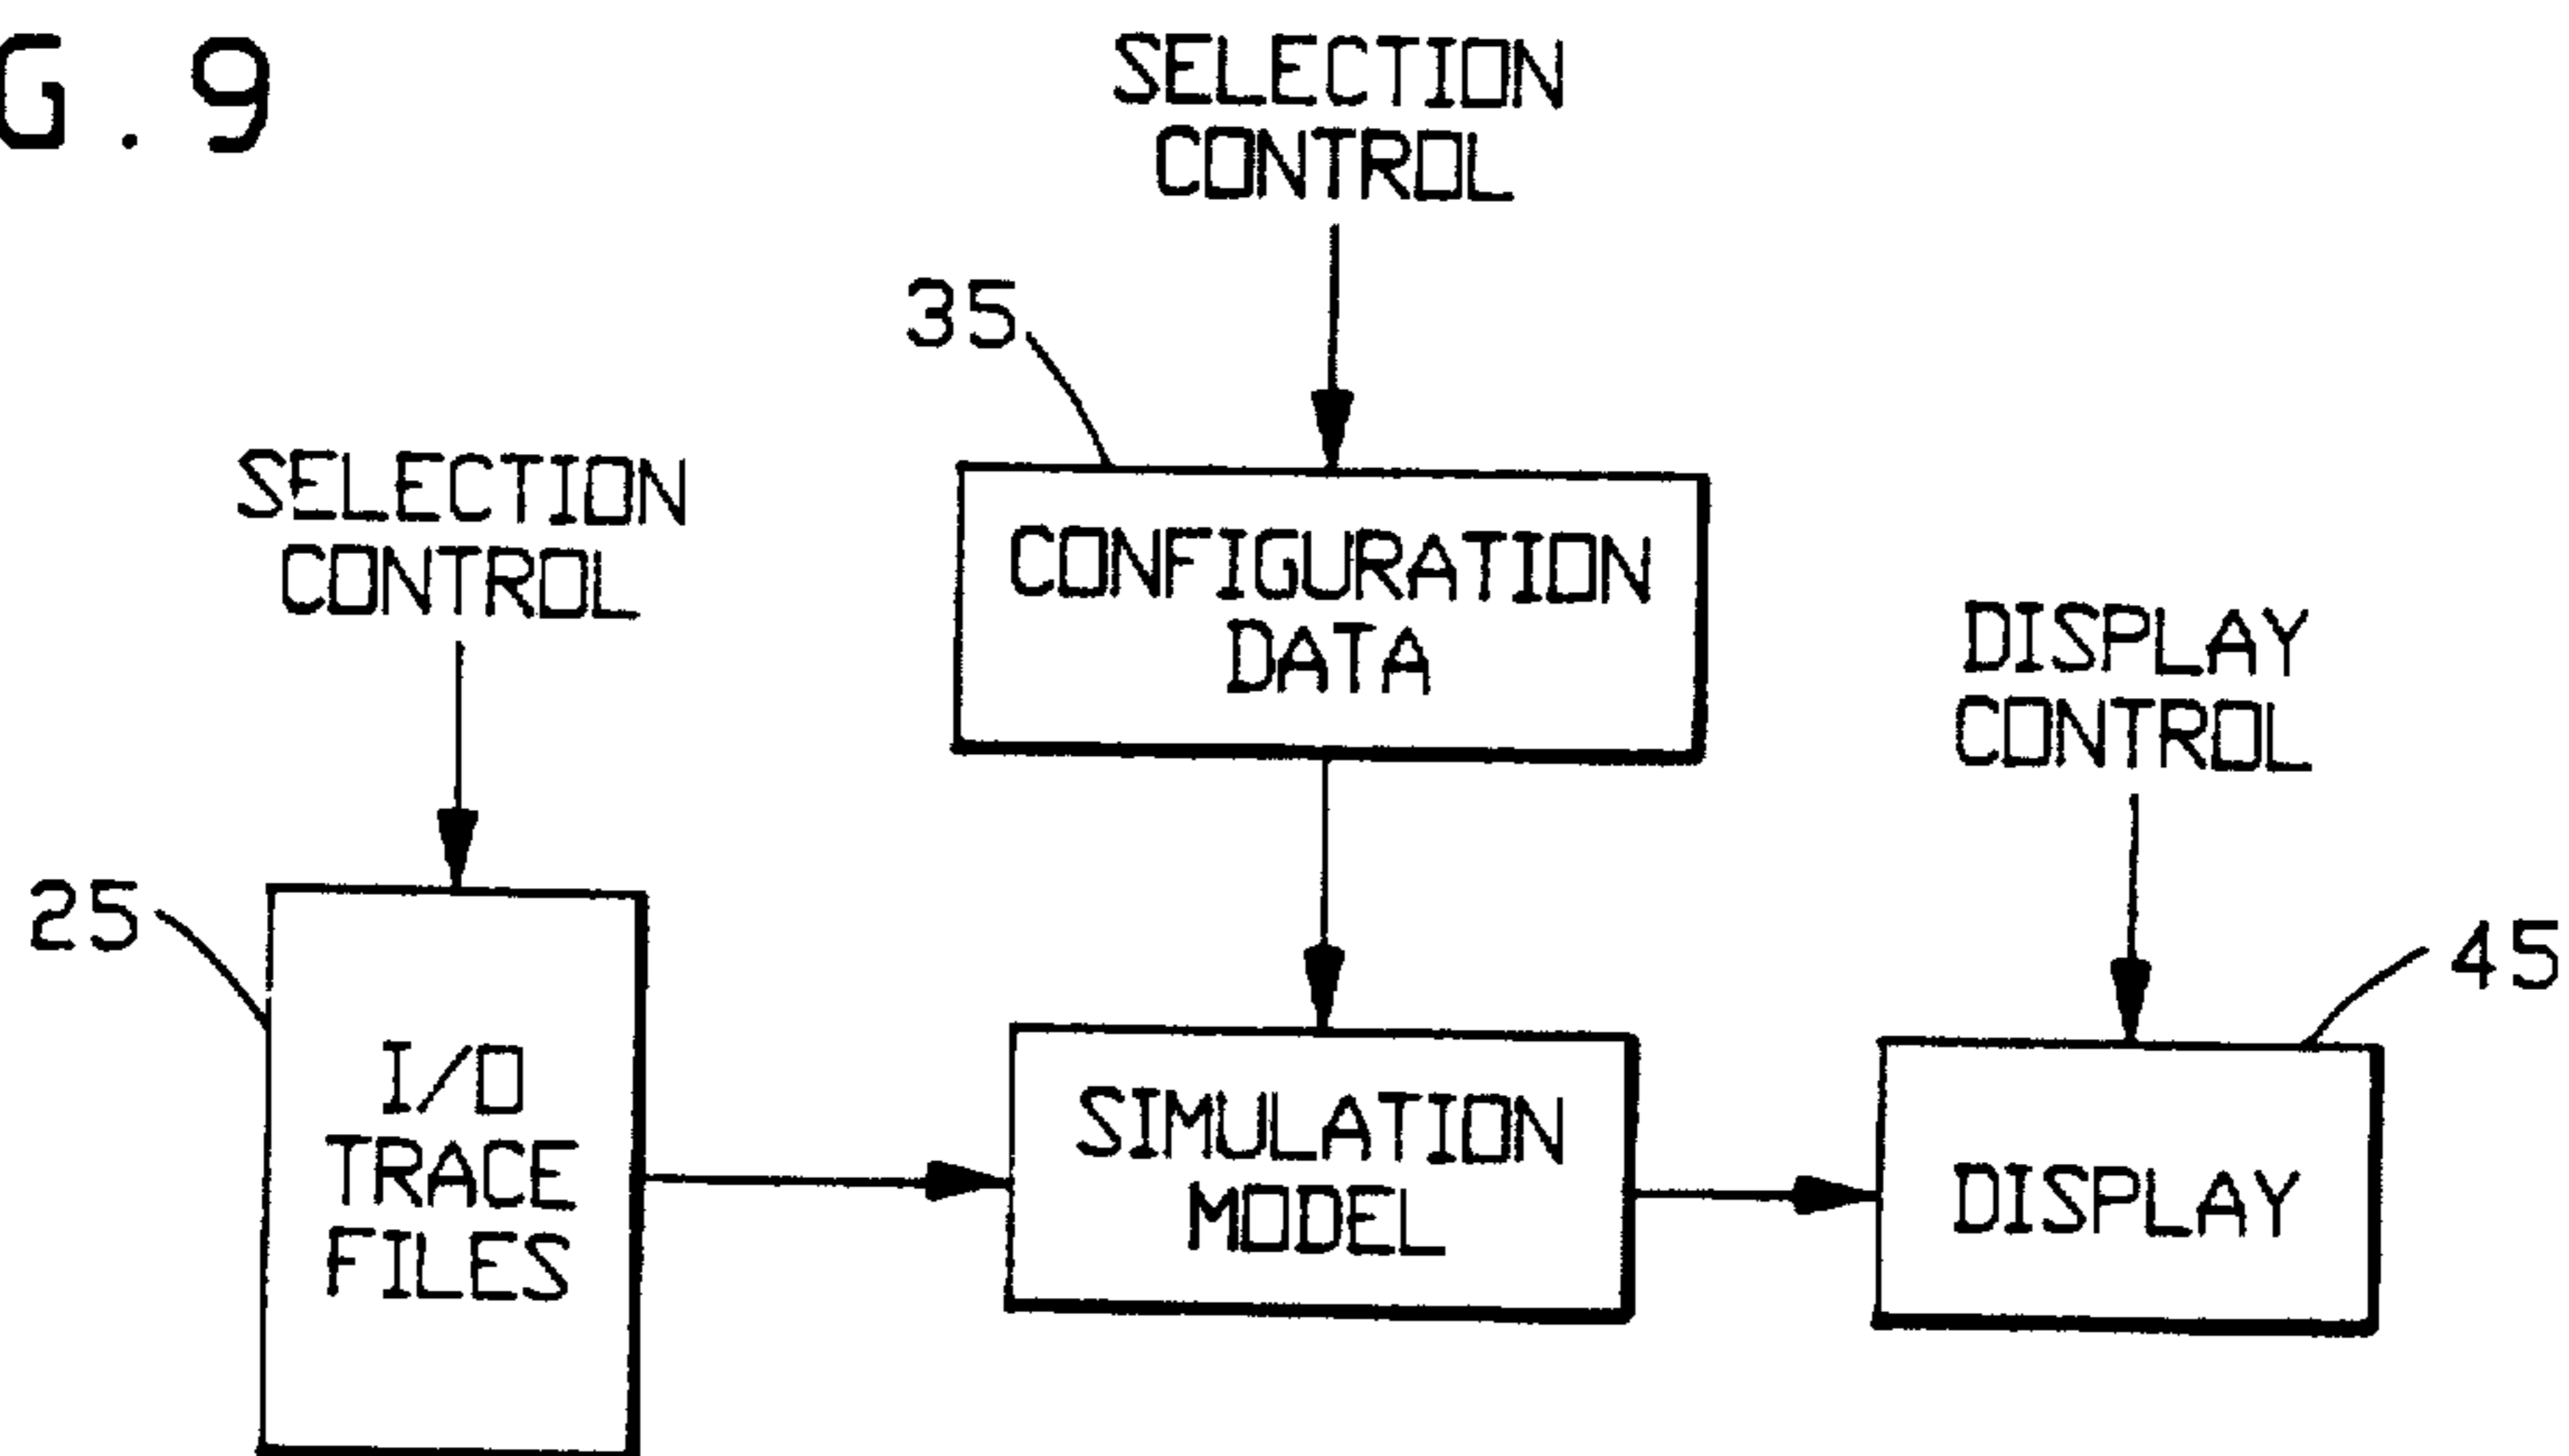 G.9
SELECTION
CONTROL
35
SELECTION
CONTROL
CONFIGURATION
DATA
DISPLAY
CONTROL
25
45
I/O
TRACE
FILES
SIMULATION
MODEL
DISPLAY